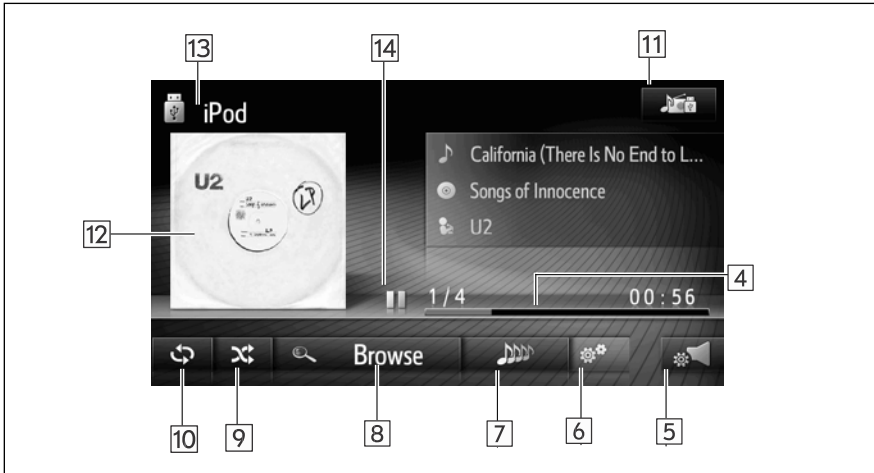 13
14
11
iPod
U2
LP
California (There Is No End to L...
Songs of Innocence
U2
12
4
1/4
00:56
Browse
10
9
8
7
6
5